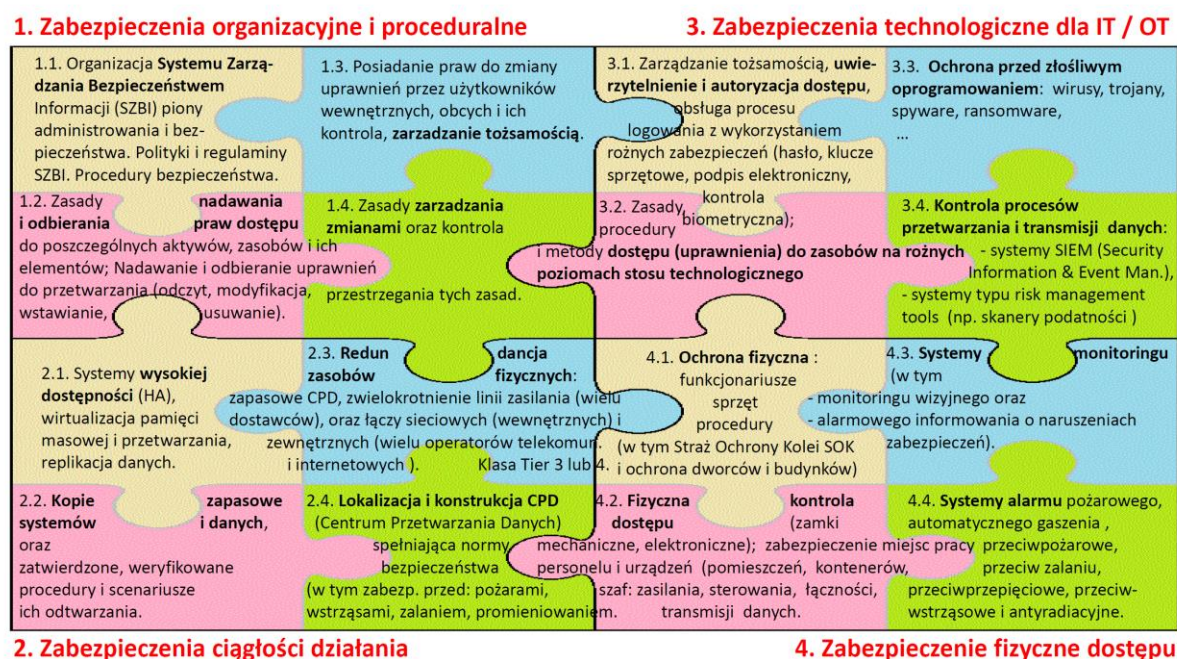 1. Zabezpieczenia organizacyjne i proceduralne
3. Zabezpieczenia technologiczne dla IT / OT
1.1. Organizacja Systemu Zarzą-
dzania Bezpieczeństwem
Informacji (SZBI) piony
administrowania i bez-
pieczeństwa. Polityki i regulaminy
SZBI. Procedury bezpieczeństwa.
1.3. Posiadanie praw do zmiany
uprawnień przez użytkowników
wewnętrznych, obcych i ich
kontrola, zarzadzanie tożsamością.
1.2. Zasady nadawania
i odbierania praw dostępu
do poszczególnych aktywów, zasobów i ich
elementów; Nadawanie i odbieranie uprawnień
do przetwarzania (odczyt, modyfikacja,
wstawianie, usuwanie).
1.4. Zasady zarzadzania
zmianami oraz kontrola
przestrzegania tych zasad.
3.1. Zarządzanie tożsamością, uwie-
rzytelnienie i autoryzacja dostępu,
obsługa procesu
logowania z wykorzystaniem
rożnych zabezpieczeń (hasło, klucze
sprzętowe, podpis elektroniczny,
kontrola
biometryczna);
3.3. Ochrona przed złośliwym
oprogramowaniem: wirusy, trojany,
spyware, ransomware,
...
3.2. Zasady,
procedury
i metody dostępu (uprawnienia) do zasobów na rożnych
poziomach stosu technologicznego
3.4. Kontrola procesów
przetwarzania i transmisji danych:
- systemy SIEM (Security
Information & Event Man.),
- systemy typu risk management
tools (np. skanery podatności )
2.1. Systemy wysokiej
dostępności (HA),
wirtualizacja pamięci
masowej i przetwarzania,
replikacja danych.
2.3. Redun dancja
zasobów fizycznych:
zapasowe CPD, zwielokrotnienie linii zasilania (wielu
dostawców), oraz łączy sieciowych (wewnętrznych) i
zewnętrznych (wielu operatorów telekomun.
i internetowych ). Klasa Tier 3 lub 4.
2.2. Kopie zapasowe
systemów i danych,
oraz
zatwierdzone, weryfikowane
procedury i scenariusze
ich odtwarzania.
2.4. Lokalizacja i konstrukcja CPD
(Centrum Przetwarzania Danych)
spełniająca normy
bezpieczeństwa
(w tym zabezp. przed: pożarami,
wstrząsami, zalaniem, promieniowaniem.
4.1. Ochrona fizyczna :
funkcjonariusze
sprzęt
procedury
(w tym Straż Ochrony Kolei SOK
i ochrona dworców i budynków)
4.3. Systemy monitoringu
(w tym
- monitoringu wizyjnego oraz
- alarmowego informowania o naruszeniach
zabezpieczeń).
4.2. Fizyczna kontrola
dostępu (zamki
mechaniczne, elektroniczne); zabezpieczenie miejsc pracy
personelu i urządzeń (pomieszczeń, kontenerów,
szaf: zasilania, sterowania, łączności,
transmisji danych.
4.4. Systemy alarmu pożarowego,
automatycznego gaszenia ,
przeciwpożarowe,
przeciw zalaniu,
przeciwprzepięciowe, przeciw-
wstrząsowe i antyradiacyjne.
2. Zabezpieczenia ciągłości działania
4. Zabezpieczenie fizyczne dostępu